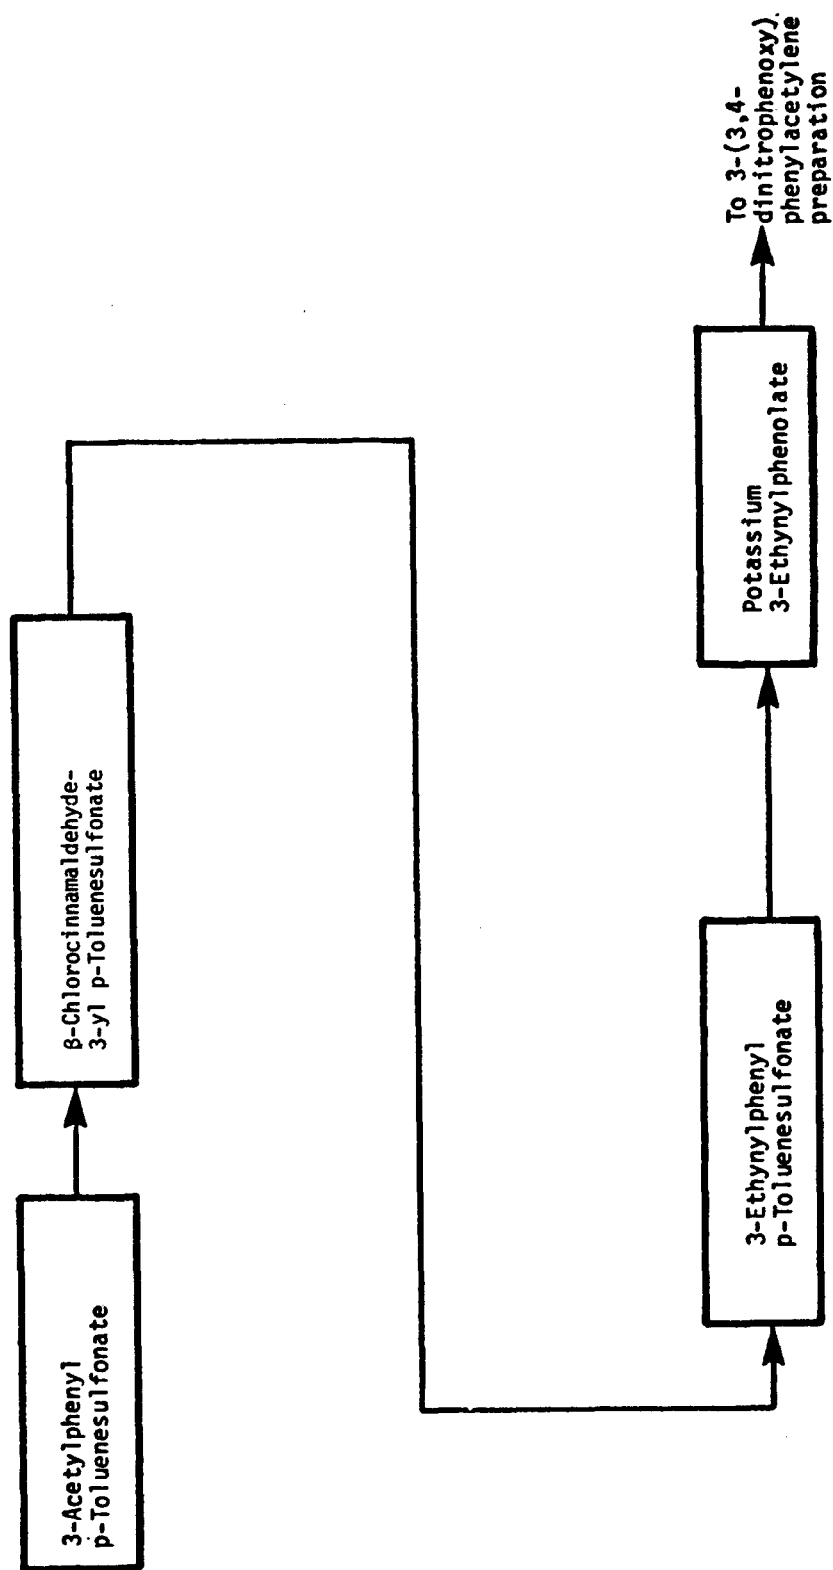 3-Acetylphenyl
p-Toluenesulfonate
β-Chlorocinnamaldehyde-
3-yl p-Toluenesulfonate
3-Ethynylphenyl
p-Toluenesulfonate
Potassium
3-Ethynylphenolate
To 3-(3,4-
dinitrophenoxy).
phenylacetylene
preparation